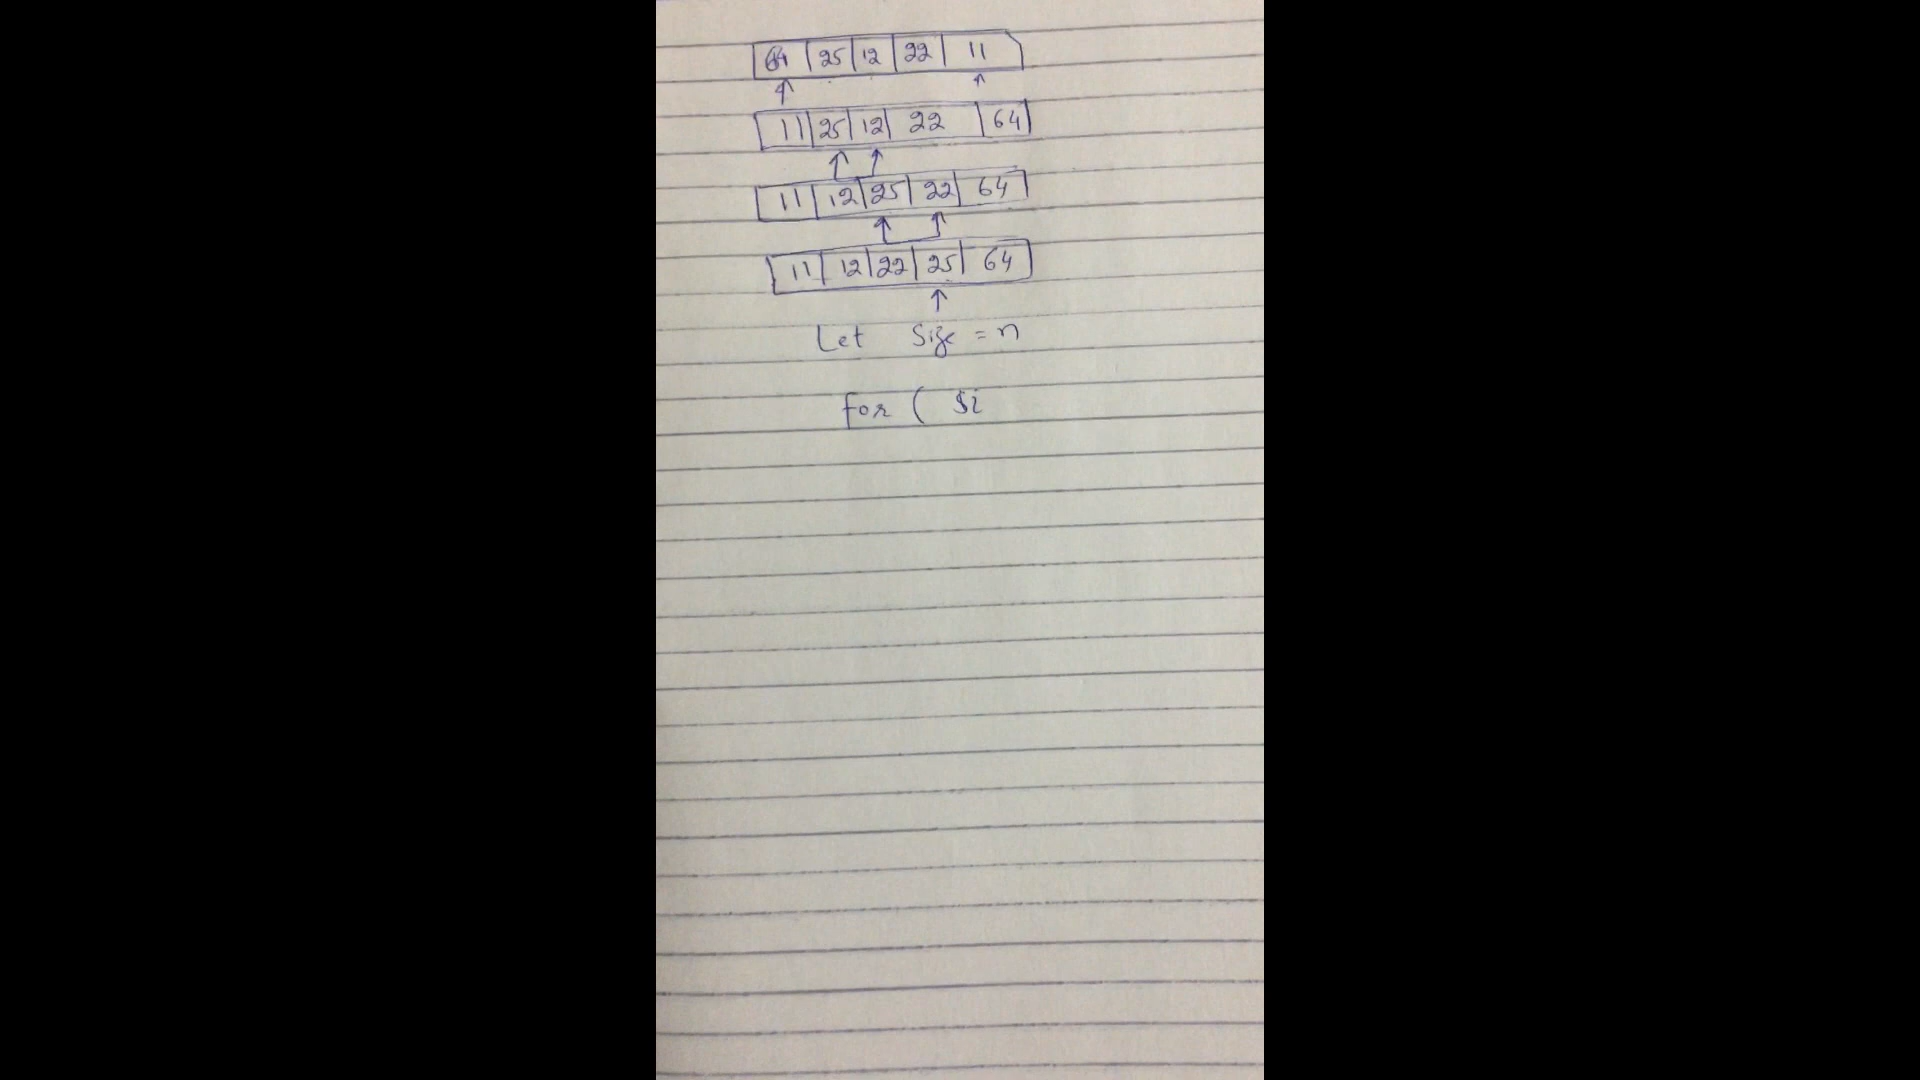 64 25 12 22 11
11 25 12 22 64
11 12 25 22 64
11 12 22 25 64
Let Size = n
for ( Si